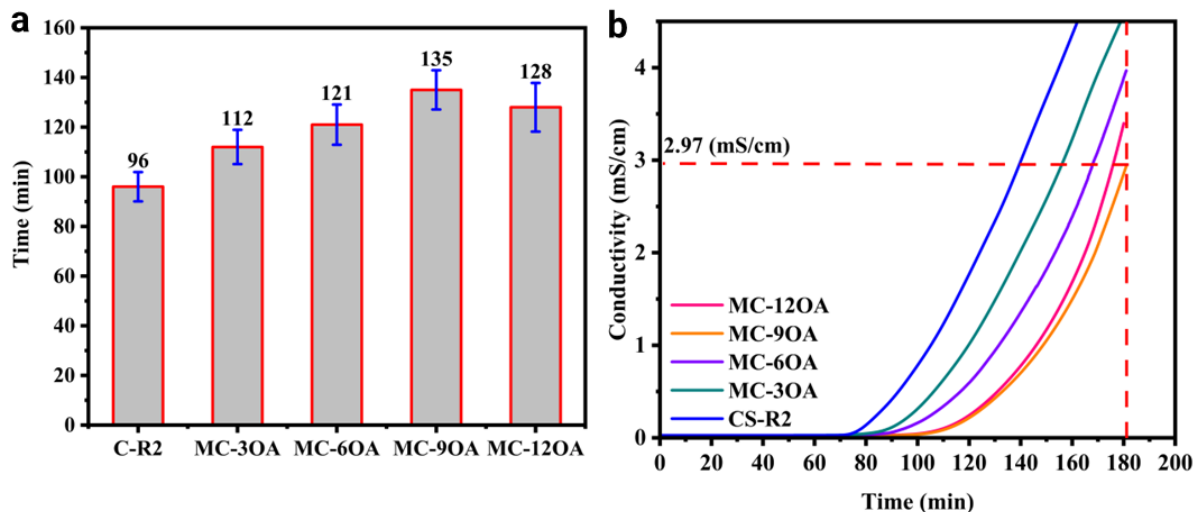 a
160
140
120
100
80
60
40
20
0
Time (min)
96
112
121
135
128
C-R2 MC-3OA MC-6OA MC-9OA MC-12OA
b
4
3
2
1
0
Conductivity (mS/cm)
2.97 (mS/cm)
MC-12OA
MC-9OA
MC-6OA
MC-3OA
CS-R2
0 20 40 60 80 100 120 140 160 180 200
Time (min)